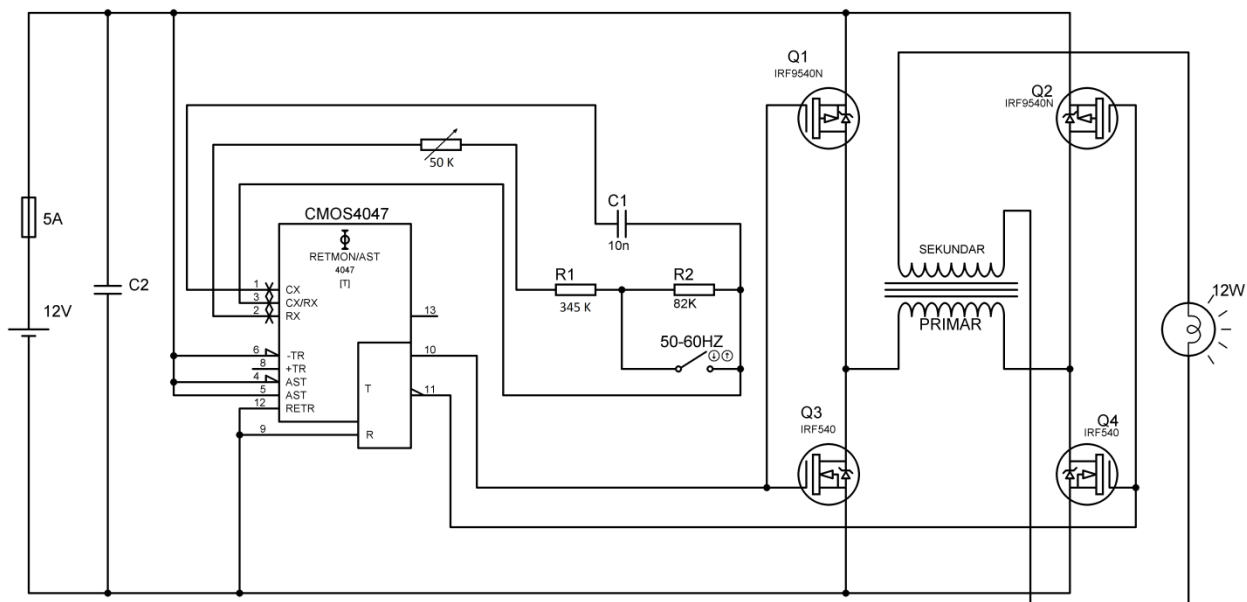 5A
12V
C2
CMOS4047
RETMON/AST
4047
[T]
1 CX
3 CX/RX
2 RX
6 -TR
8 +TR
4 AST
5 AST
12 RETR
9 R
T
13
10
11
50 K
C1
10n
R1
345 K
R2
82K
50-60HZ
Q1
IRF9540N
Q2
IRF9540N
SEKUNDAR
PRIMAR
12W
Q3
IRF540
Q4
IRF540